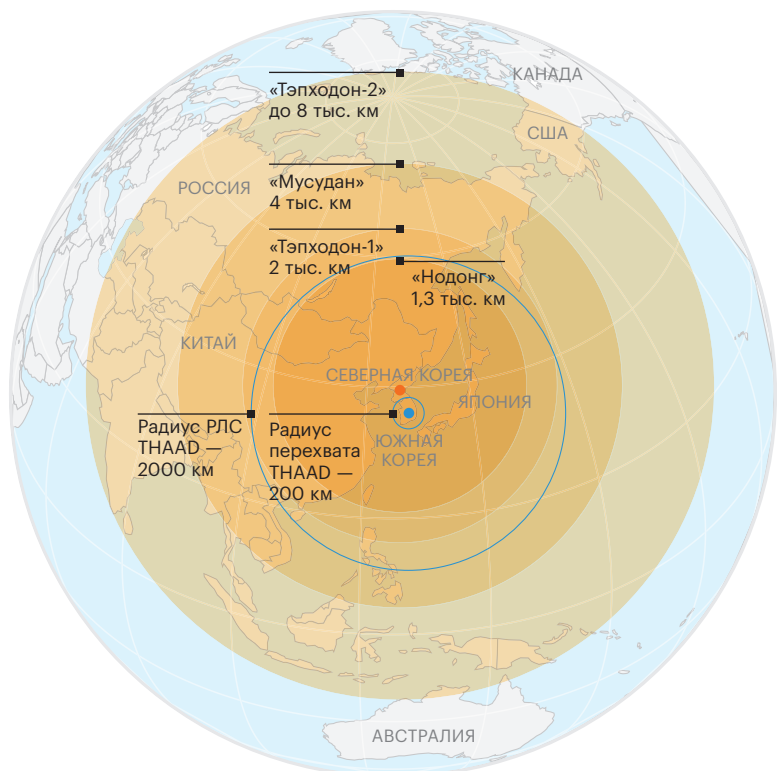 КАНАДА
«Тэпходон-2»
до 8 тыс. км
США
РОССИЯ
«Мусудан»
4 тыс. км
«Тэпходон-1»
2 тыс. км
«Нодонг»
1,3 тыс. км
КИТАЙ
СЕВЕРНАЯ КОРЕЯ
ЯПОНИЯ
Радиус РЛС
THAAD —
2000 км
Радиус
перехвата
THAAD —
200 км
ЮЖНАЯ
КОРЕЯ
АВСТРАЛИЯ